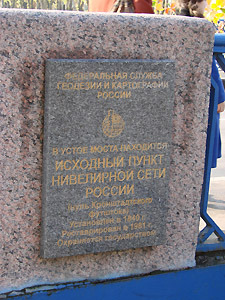 ФЕДЕРАЛЬНАЯ СЛУЖБА
ГЕОДЕЗИИ И КАРТОГРАФИИ
РОССИИ
В УСТОЕ МОСТА НАХОДИТСЯ
ИСХОДНЫЙ ПУНКТ
НИВЕЛИРНОЙ СЕТИ
РОССИИ
нуль Кронштадтского
футштока.
Установлен в 1840 г.
Реставрирован в 1981 г.
Охраняется государством